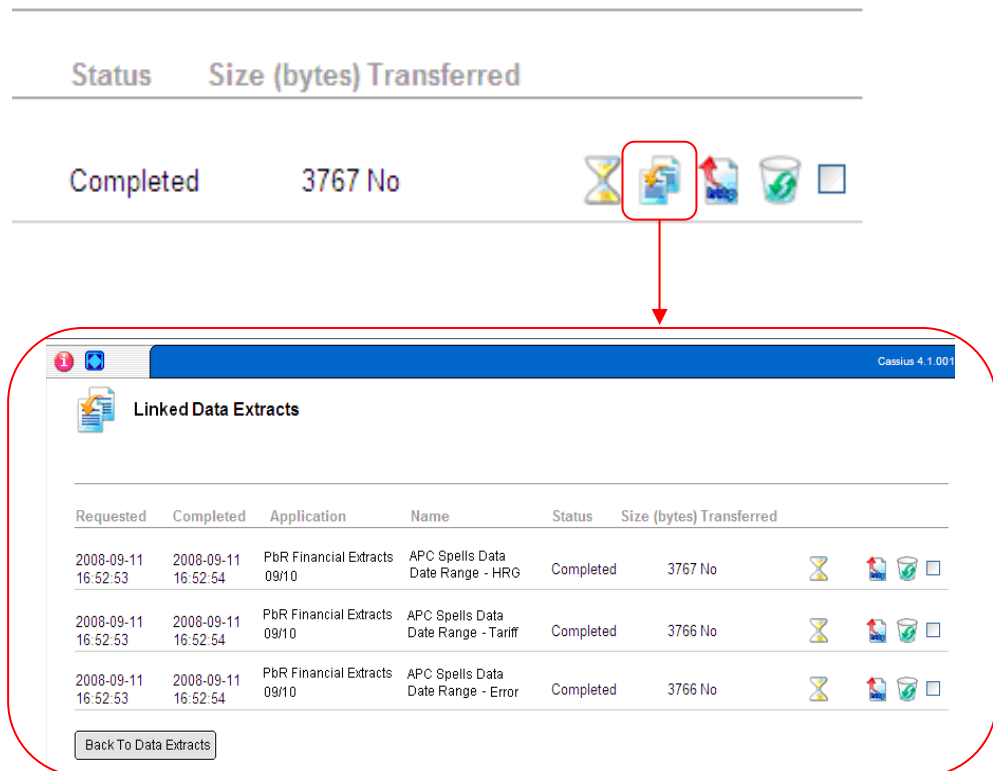 Status Size (bytes) Transferred
Completed 3767 No
Cassius 4.1.001
Linked Data Extracts
Requested Completed Application Name Status Size (bytes) Transferred
2008-09-11 2008-09-11 PbR Financial Extracts APC Spells Data
16:52:53 16:52:54 09/10 Date Range - HRG Completed 3767 No
2008-09-11 2008-09-11 PbR Financial Extracts APC Spells Data
16:52:53 16:52:54 09/10 Date Range - Tariff Completed 3766 No
2008-09-11 2008-09-11 PbR Financial Extracts APC Spells Data
16:52:53 16:52:54 09/10 Date Range - Error Completed 3766 No
Back To Data Extracts